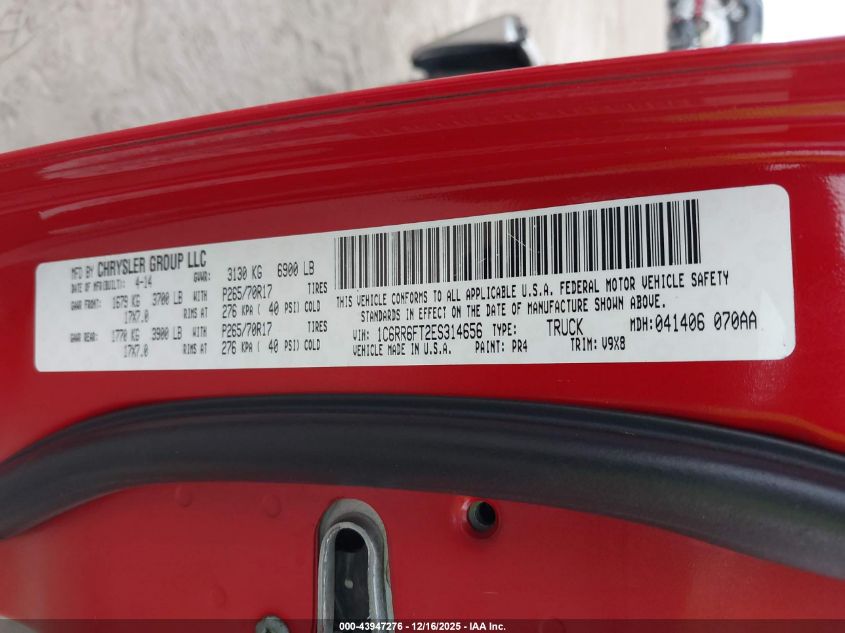 MFD BY CHRYSLER GROUP LLC
DATE OF MFR(BUILT): 4-14 GVWR: 3130 KG 6900 LB
GAWR FRONT: 1679 KG 3700 LB WITH P265/70R17 TIRES
17X7.0 RIMS AT 276 KPA ( 40 PSI) COLD
GAWR REAR: 1770 KG 3900 LB WITH P265/70R17 TIRES
17X7.0 RIMS AT 276 KPA ( 40 PSI) COLD
THIS VEHICLE CONFORMS TO ALL APPLICABLE U.S.A. FEDERAL MOTOR VEHICLE SAFETY
STANDARDS IN EFFECT ON THE DATE OF MANUFACTURE SHOWN ABOVE.
VIN: 1C6RR6FT2ES314656 TYPE: TRUCK MDH:041406 070AA
VEHICLE MADE IN U.S.A. PAINT: PR4 TRIM: V9X8
000-43947276 - 12/16/2025 - IAA Inc.